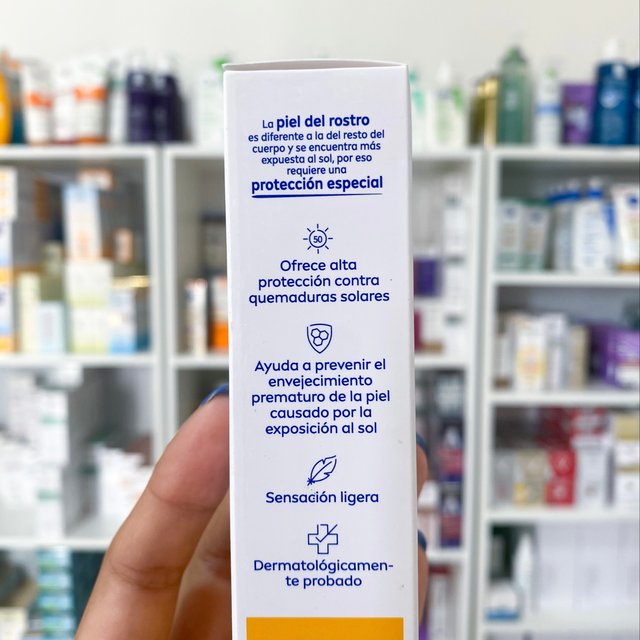 La piel del rostro
es diferente a la del resto del
cuerpo y se encuentra más
expuesta al sol, por eso
requiere una
protección especial
50
Ofrece alta
protección contra
quemaduras solares
Ayuda a prevenir el
envejecimiento
prematuro de la piel
causado por la
exposición al sol
Sensación ligera
Dermatológicamen-
te probado